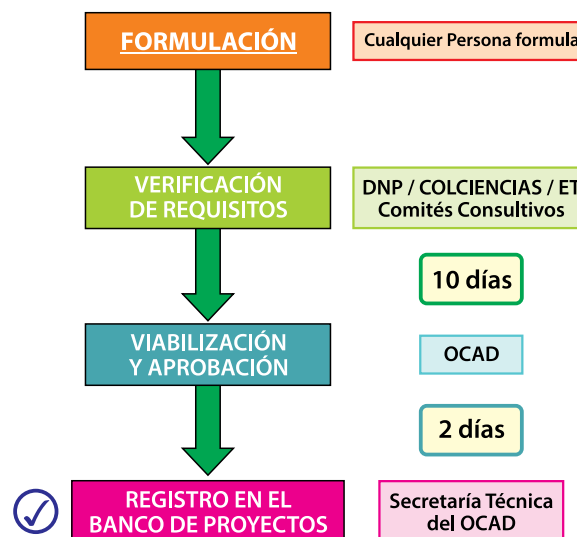 FORMULACIÓN
Cualquier Persona formula
VERIFICACIÓN
DE REQUISITOS
DNP / COLCIENCIAS / ET
Comités Consultivos
10 días
VIABILIZACIÓN
Y APROBACIÓN
OCAD
2 días
REGISTRO EN EL
BANCO DE PROYECTOS
Secretaría Técnica
del OCAD